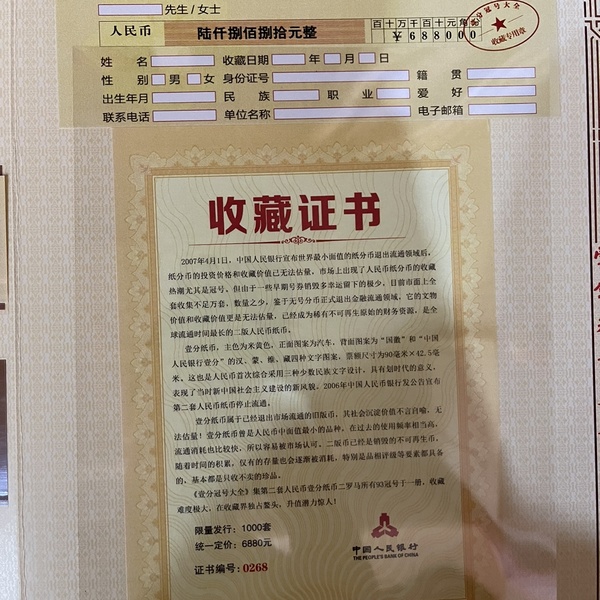 先生/女士
百十万千百十元角分
人民币 陆仟捌佰捌拾元整 ¥688000
分冠号大全
收藏专用章
姓 名 收藏日期 年 月 日
性 别 男 女 身份证号 籍 贯
出生年月 民 族 职 业 爱 好
联系电话 单位名称 电子邮箱
收藏证书
2007年4月1日，中国人民银行宣布世界最小面值的纸分币退出流通领域后，
纸分币的投资价格和收藏价值已无法估量，市场上出现了人民币纸分币的收藏
热潮尤其是冠号，但由于一些早期号券销毁多幸运留下的极少，目前市面上全
套收集不足万套，数量之少，鉴于无号分币正式退出金融流通领域，它的文物
价值和收藏价值更是无法估量，已经成为稀有不可再生原始的财务资源，是全
球流通时间最长的二版人民币纸币。
壹分纸币，主色为米黄色，正面图案为汽车，背面图案为“国徽”和“中国
人民银行壹分”的汉、蒙、维、藏四种文字图案，票额尺寸为90毫米×42.5毫
米，这也是人民币首次综合采用三种少数民族文字设计，具有划时代的意义，
表现了当时新中国社会主义建设的新风貌。2006年中国人民银行发公告宣布
第二套人民币纸币停止流通。
壹分纸币属于已经退出市场流通的旧版币，其社会沉淀价值不言自喻，无
法估量！壹分纸币曾是人民币中面值最小的品种，在过去的使用频率相当高，
流通消耗也比较快，所以容易被市场认可。二版币已经是销毁的不可再生币，
随着时间的积累，仅有的存量也会逐渐被消耗，特别是品相评级等要素都具备
的，基本都是只收不卖的珍品。
《壹分冠号大全》集第二套人民币壹分纸币二罗马所有93冠号于一册，收藏
难度极大，在收藏界独占鳌头，升值潜力惊人！
限量发行：1000套
统一定价：6880元
证书编号：0268
中国人民银行
THE PEOPLE'S BANK OF CHINA